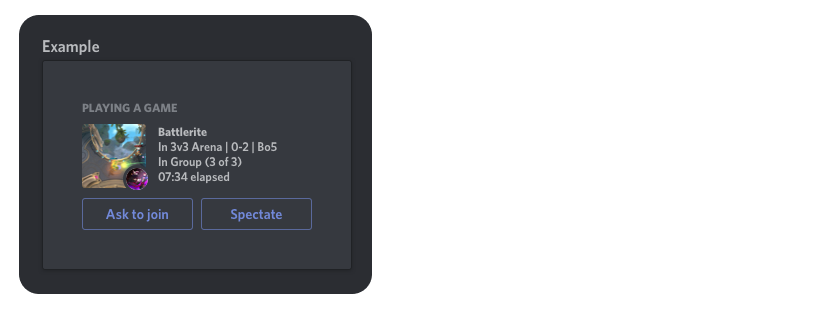 Example
PLAYING A GAME
Battlerite
In 3v3 Arena | 0-2 | Bo5
In Group (3 of 3)
07:34 elapsed
Ask to join
Spectate